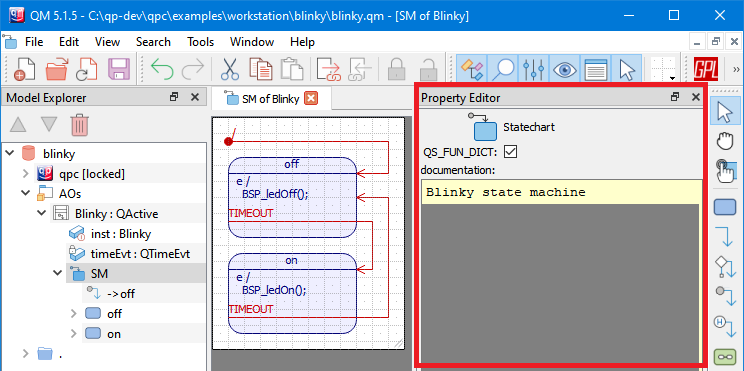 QM 5.1.5 - C:\qp-dev\qpc\examples\workstation\blinky\blinky.qm - [SM of Blinky]
File Edit View Search Tools Window Help
GPL
Model Explorer
blinky
qpc [locked]
AOs
Blinky : QActive
inst : Blinky
timeEvt : QTimeEvt
SM
->off
off
on
.
SM of Blinky
/
off
e /
BSP_ledOff();
TIMEOUT
on
e /
BSP_ledOn();
TIMEOUT
Property Editor
Statechart
QS_FUN_DICT:
documentation:
Blinky state machine
H